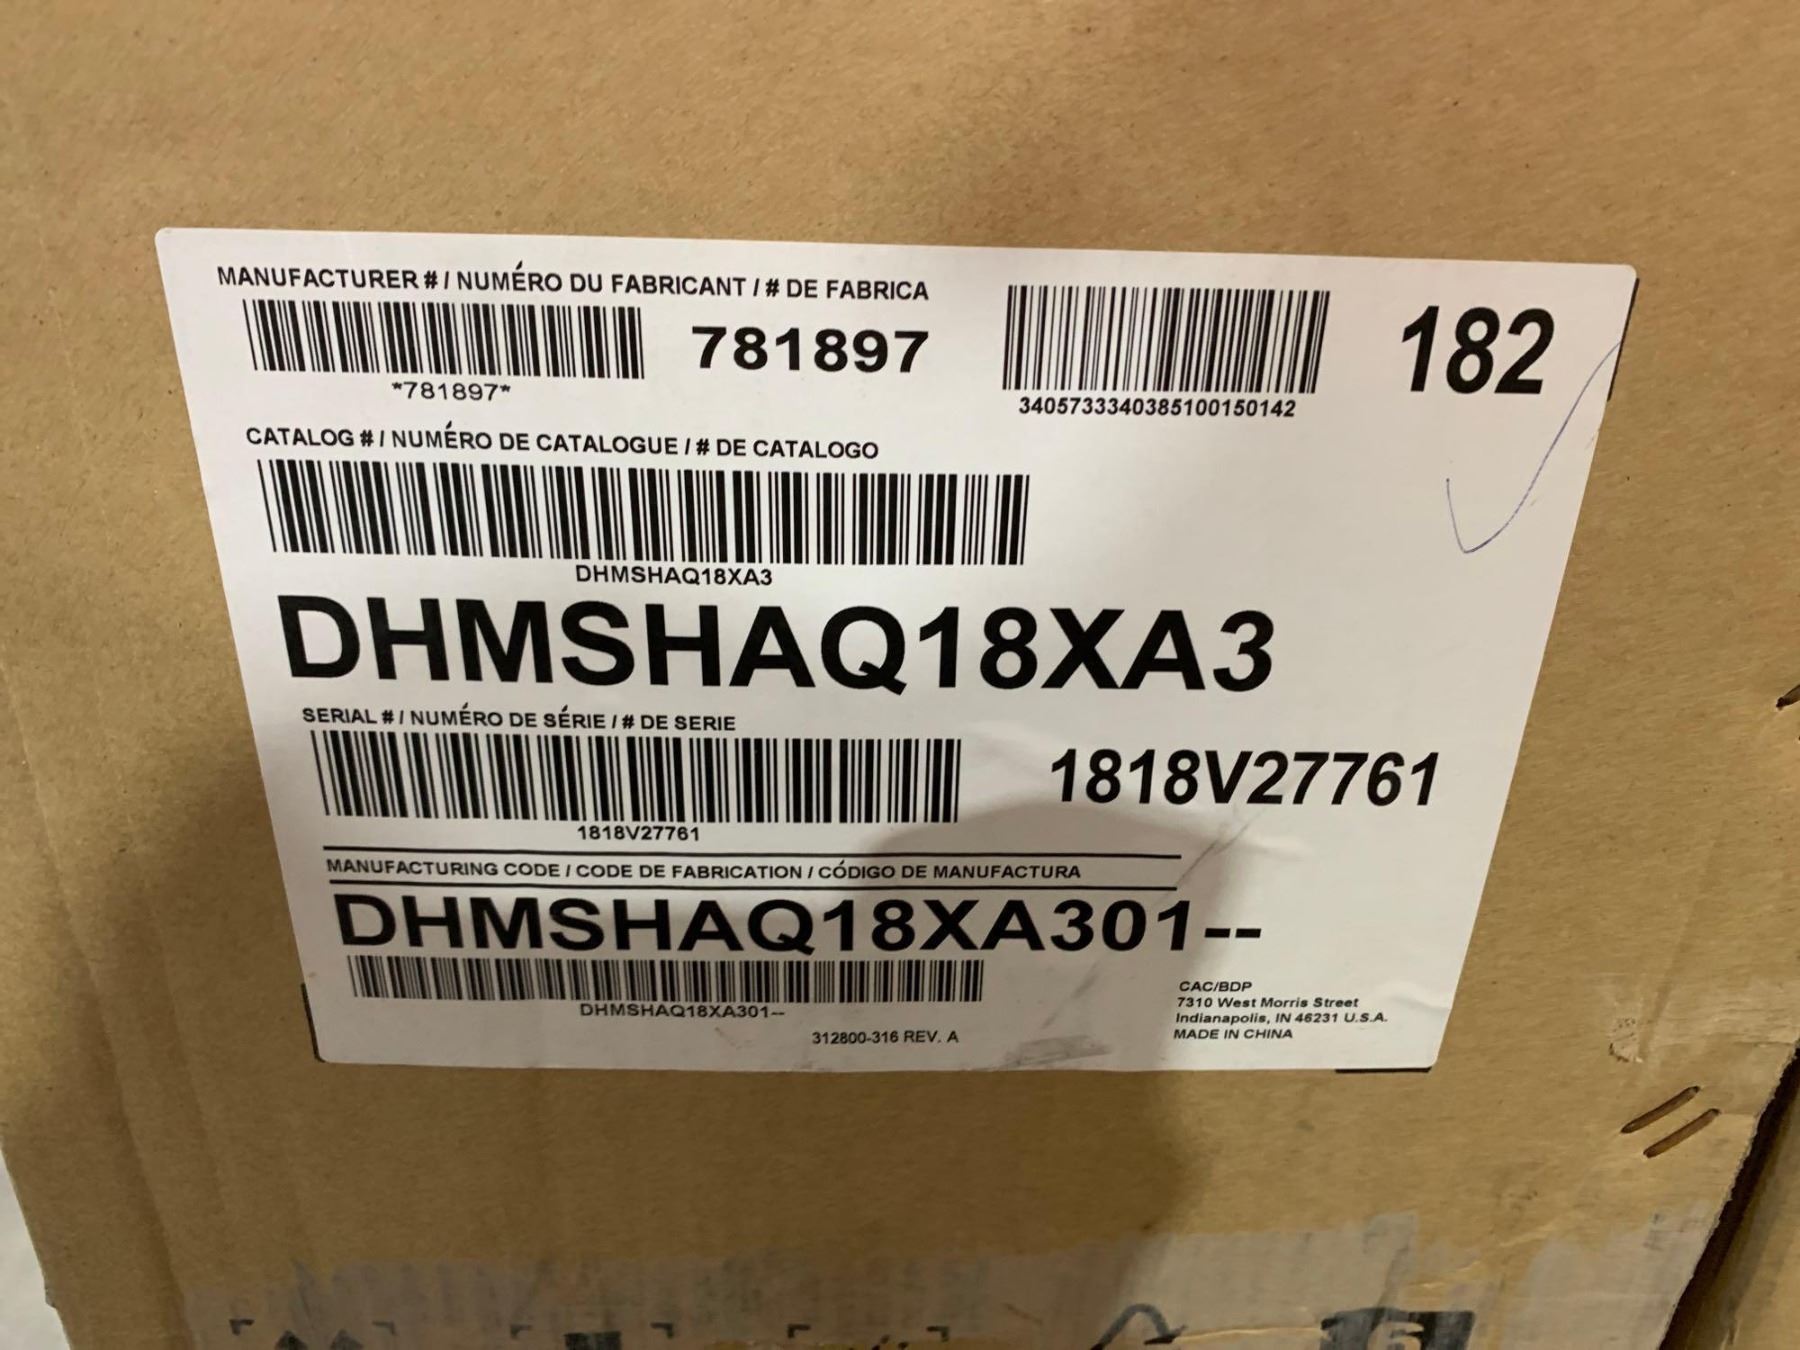 MANUFACTURER # / NUMÉRO DU FABRICANT / # DE FABRICA
781897
*781897*
34057333340385100150142
182
CATALOG # / NUMÉRO DE CATALOGUE / # DE CATALOGO
DHMSHAQ18XA3
DHMSHAQ18XA3
SERIAL # / NUMÉRO DE SÉRIE / # DE SERIE
1818V27761
1818V27761
MANUFACTURING CODE / CODE DE FABRICATION / CÓDIGO DE MANUFACTURA
DHMSHAQ18XA301--
DHMSHAQ18XA301--
312800-316 REV. A
CAC/BDP
7310 West Morris Street
Indianapolis, IN 46231 U.S.A.
MADE IN CHINA